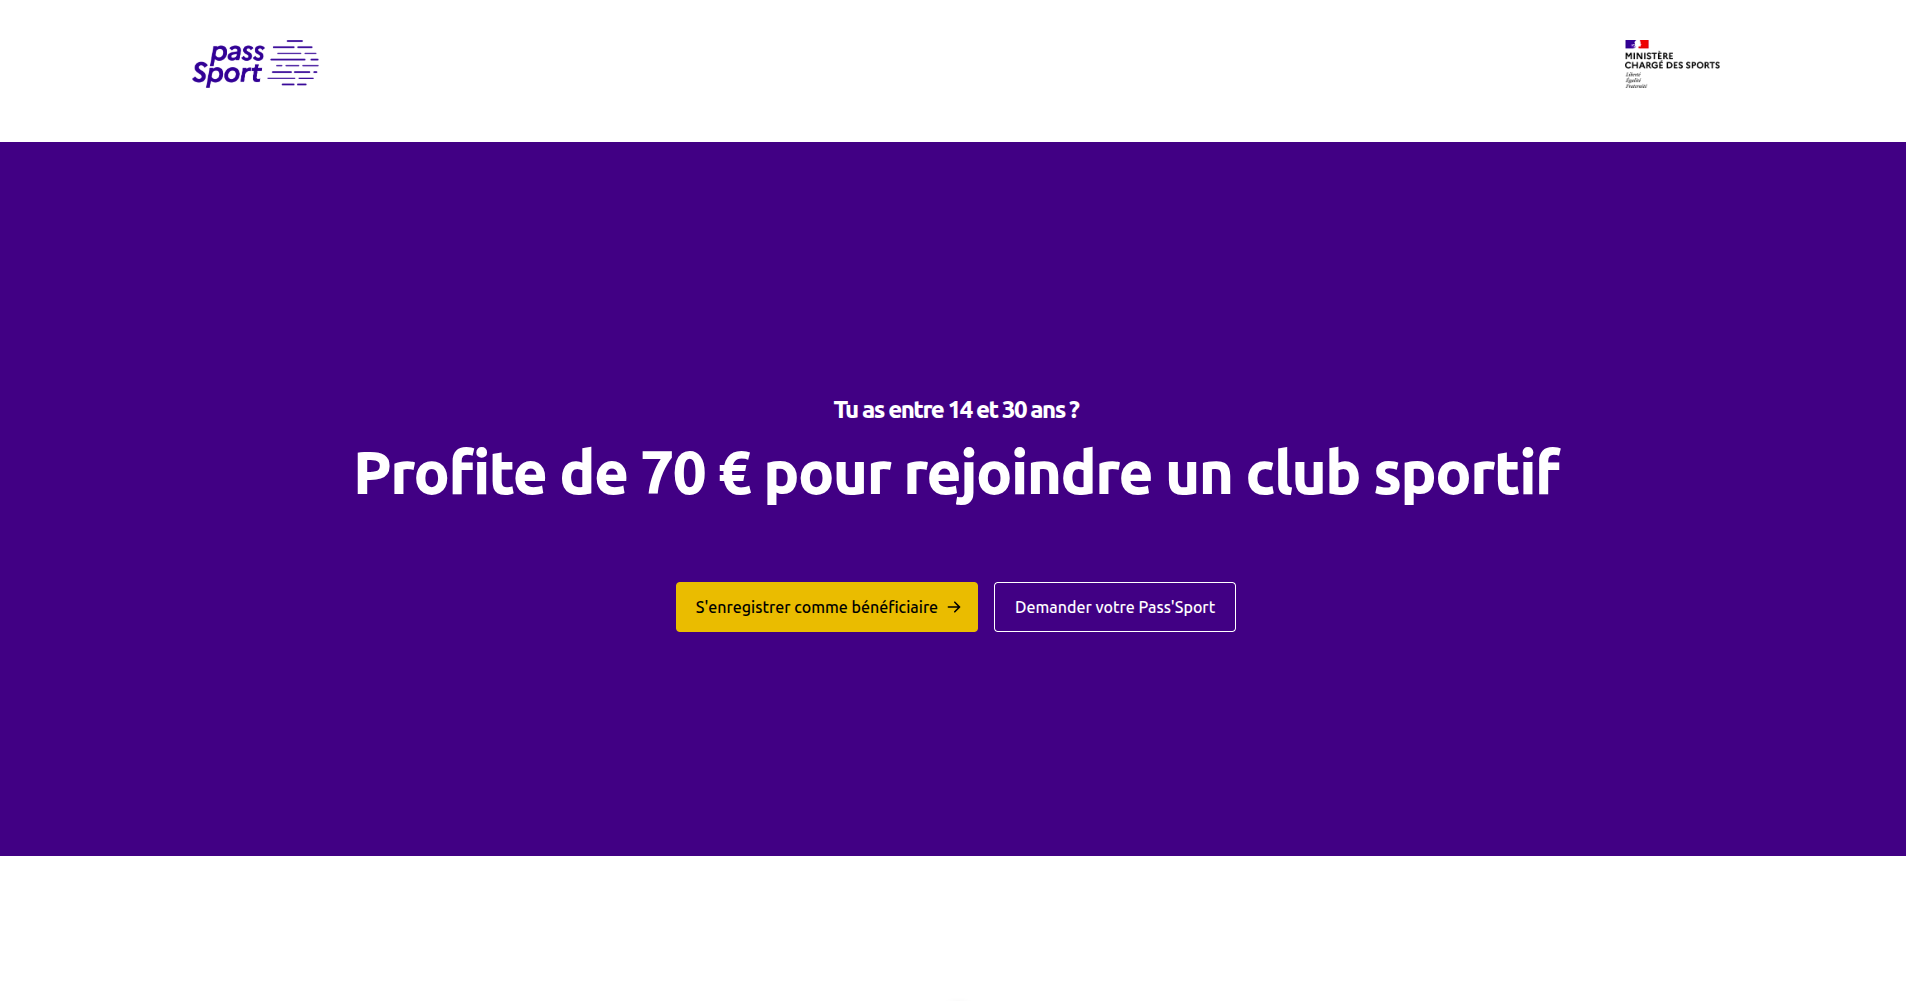 pass
Sport
MINISTÈRE
CHARGÉ DES SPORTS
Liberté
Égalité
Fraternité
Tu as entre 14 et 30 ans ?
Profite de 70 € pour rejoindre un club sportif
S'enregistrer comme bénéficiaire →
Demander votre Pass'Sport